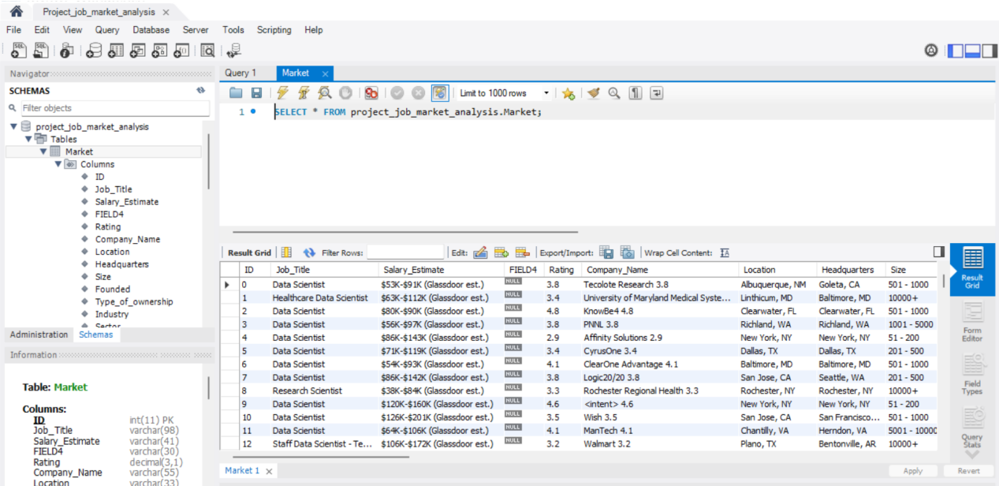 Project_job_market_analysis ×
File Edit View Query Database Server Tools Scripting Help
Navigator
SCHEMAS
Filter objects
project_job_market_analysis
Tables
Market
Columns
ID
Job_Title
Salary_Estimate
FIELD4
Rating
Company_Name
Location
Headquarters
Size
Founded
Type_of_ownership
Industry
Sector
Administration Schemas
Information
Table: Market
Columns:
ID int(11) PK
Job_Title varchar(98)
Salary_Estimate varchar(41)
FIELD4 varchar(30)
Rating decimal(3,1)
Company_Name varchar(55)
Location varchar(33)
Query 1 Market ×
Limit to 1000 rows
1 SELECT * FROM project_job_market_analysis.Market;
Result Grid Filter Rows: Edit: Export/Import: Wrap Cell Content: IA
ID Job_Title Salary_Estimate FIELD4 Rating Company_Name Location Headquarters Size
0 Data Scientist $53K-$91K (Glassdoor est.) NULL 3.8 Tecolote Research 3.8 Albuquerque, NM Goleta, CA 501 - 1000
1 Healthcare Data Scientist $63K-$112K (Glassdoor est.) NULL 3.4 University of Maryland Medical Syste... Linthicum, MD Baltimore, MD 10000+
2 Data Scientist $80K-$90K (Glassdoor est.) NULL 4.8 KnowBe4 4.8 Clearwater, FL Clearwater, FL 501 - 1000
3 Data Scientist $56K-$97K (Glassdoor est.) NULL 3.8 PNNL 3.8 Richland, WA Richland, WA 1001 - 5000
4 Data Scientist $86K-$143K (Glassdoor est.) NULL 2.9 Affinity Solutions 2.9 New York, NY New York, NY 51 - 200
5 Data Scientist $71K-$119K (Glassdoor est.) NULL 3.4 CyrusOne 3.4 Dallas, TX Dallas, TX 201 - 500
6 Data Scientist $54K-$93K (Glassdoor est.) NULL 4.1 ClearOne Advantage 4.1 Baltimore, MD Baltimore, MD 501 - 1000
7 Data Scientist $86K-$142K (Glassdoor est.) NULL 3.8 Logic20/20 3.8 San Jose, CA Seattle, WA 201 - 500
8 Research Scientist $38K-$84K (Glassdoor est.) NULL 3.3 Rochester Regional Health 3.3 Rochester, NY Rochester, NY 10000+
9 Data Scientist $120K-$160K (Glassdoor est.) NULL 4.6 <intent> 4.6 New York, NY New York, NY 51 - 200
10 Data Scientist $126K-$201K (Glassdoor est.) NULL 3.5 Wish 3.5 San Jose, CA San Francisco... 501 - 1000
11 Data Scientist $64K-$106K (Glassdoor est.) NULL 4.1 ManTech 4.1 Chantilly, VA Herndon, VA 5001 - 10000
12 Staff Data Scientist - Te... $106K-$172K (Glassdoor est.) NULL 3.2 Walmart 3.2 Plano, TX Bentonville, AR 10000+
Market 1 ×
Apply Revert
Result
Grid
Form
Editor
Field
Types
Query
Stats